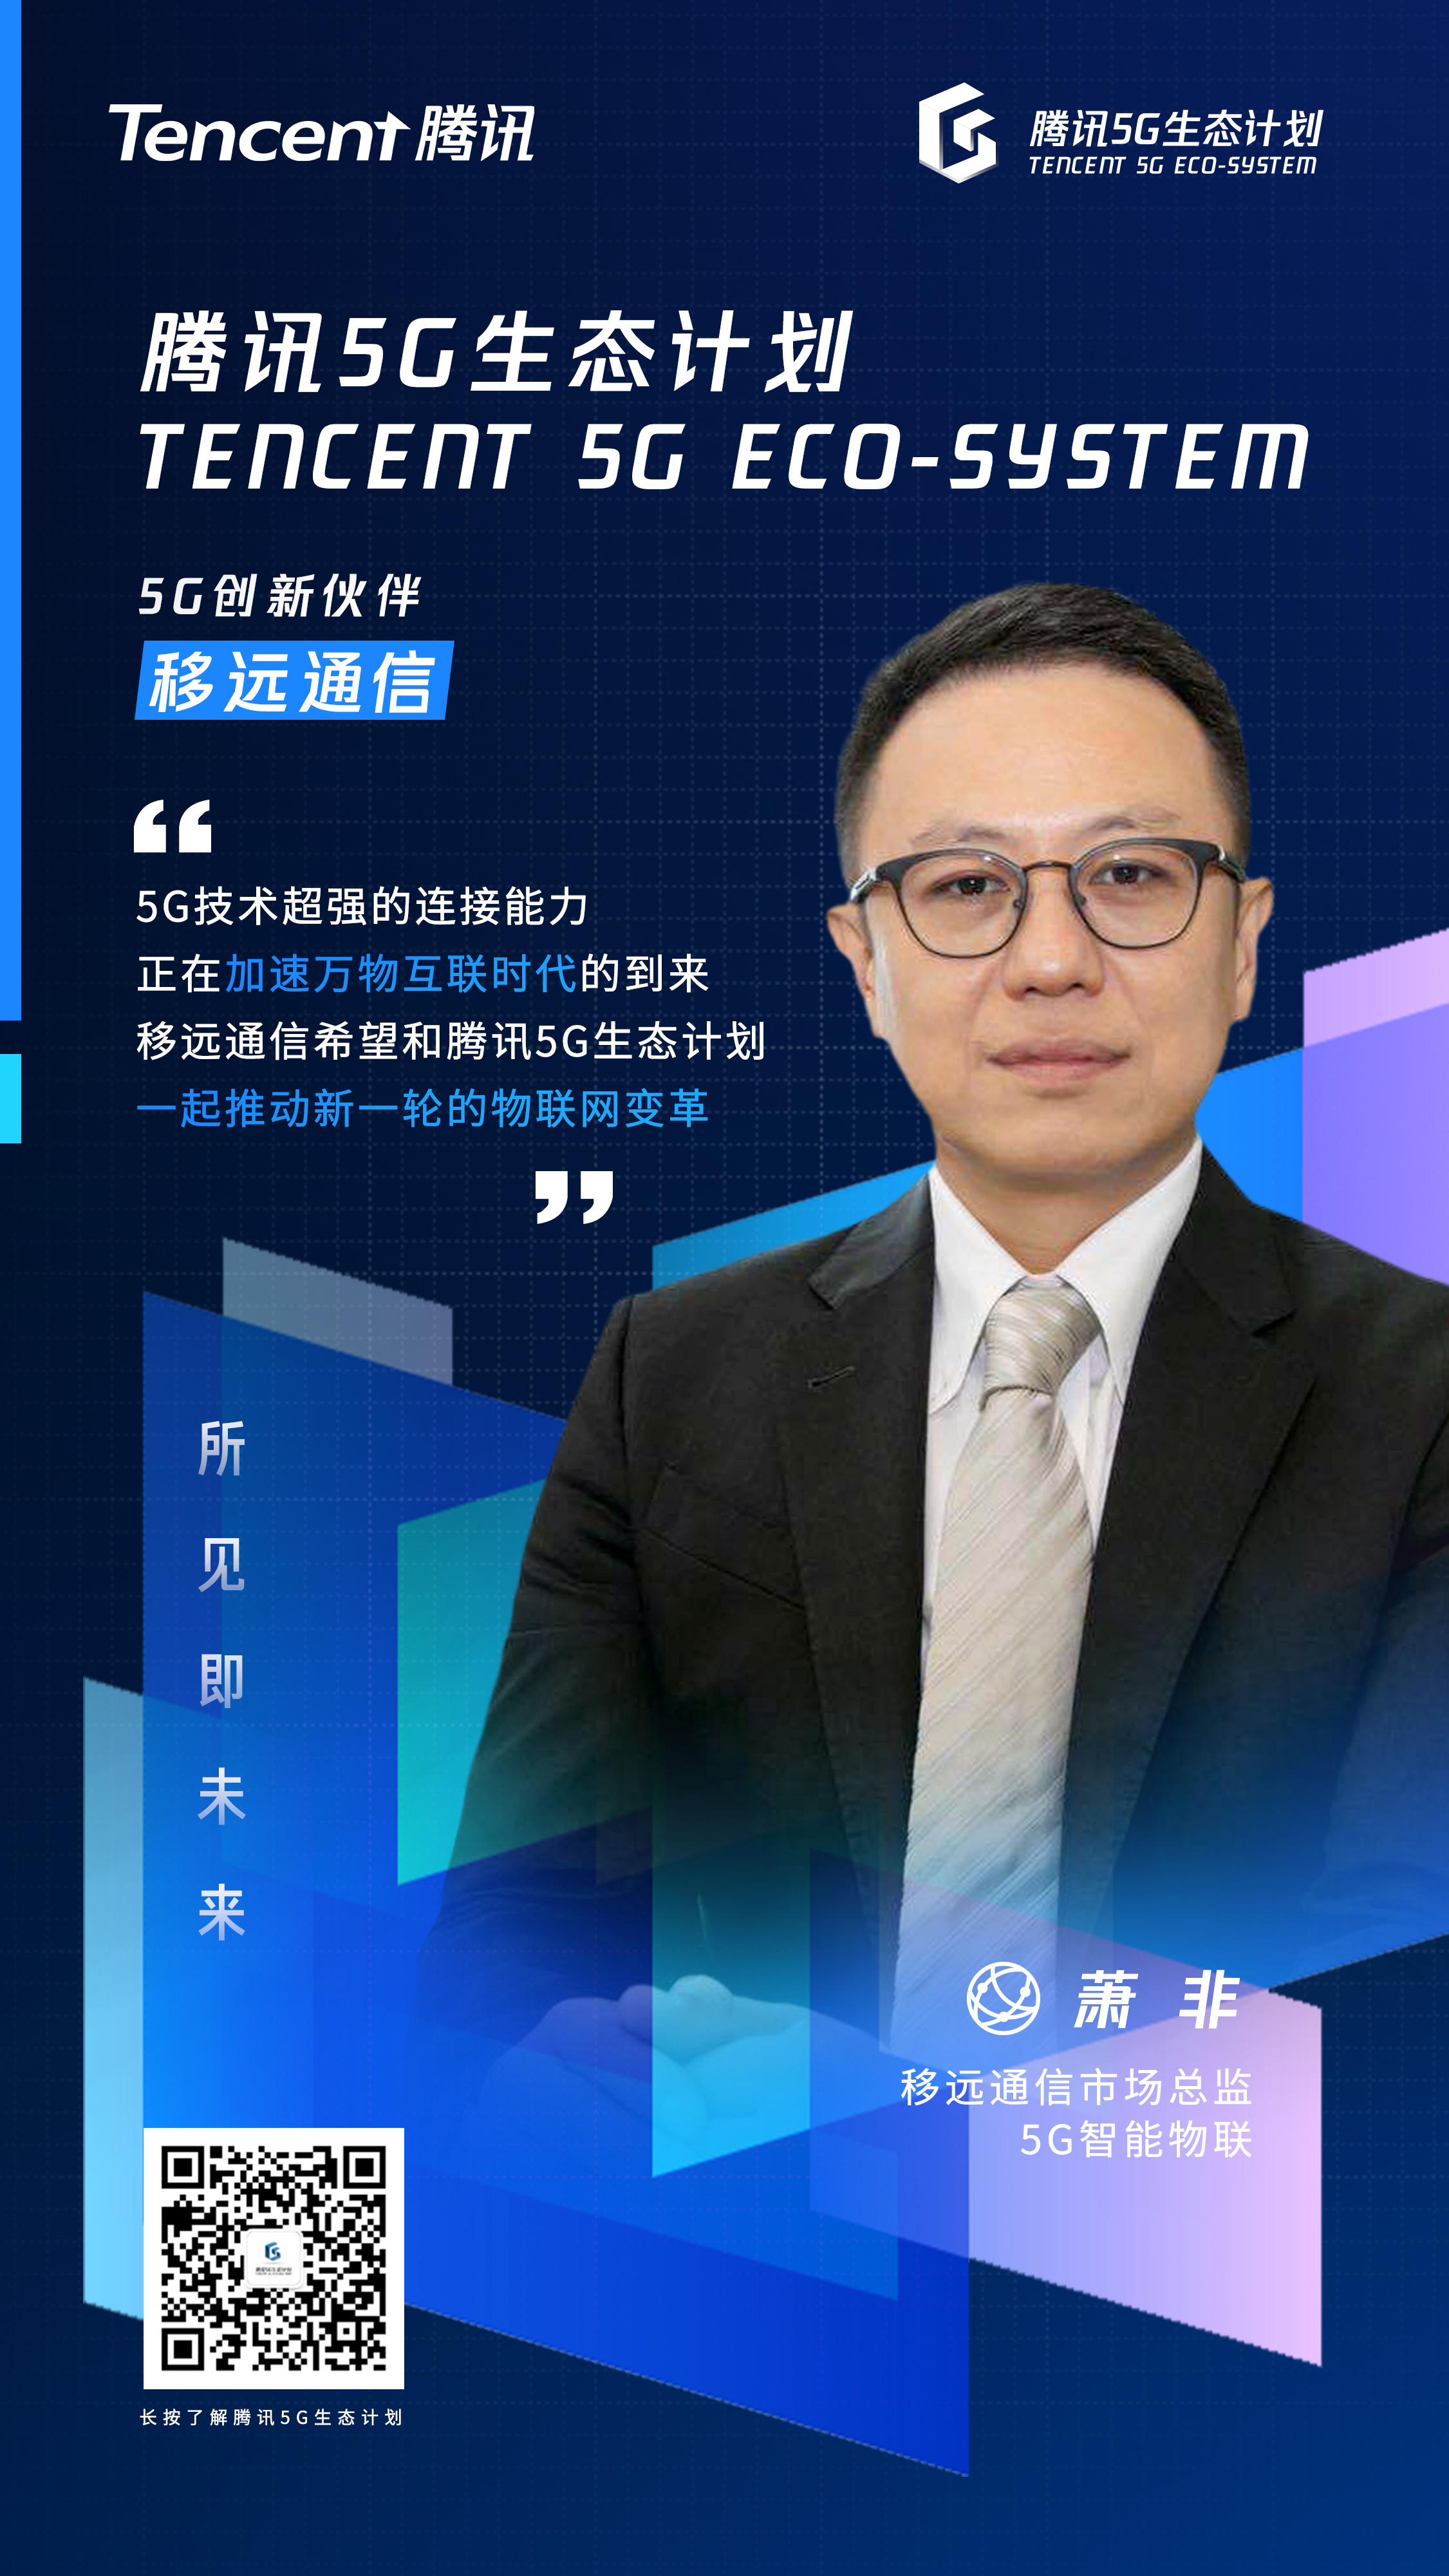 Tencent腾讯
腾讯5G生态计划
TENCENT 5G ECO-SYSTEM
腾讯5G生态计划
TENCENT 5G ECO-SYSTEM
5G创新伙伴
移远通信
“
5G技术超强的连接能力
正在加速万物互联时代的到来
移远通信希望和腾讯5G生态计划
一起推动新一轮的物联网变革
”
所见即未来
萧 非
移远通信市场总监
5G智能物联
长按了解腾讯5G生态计划